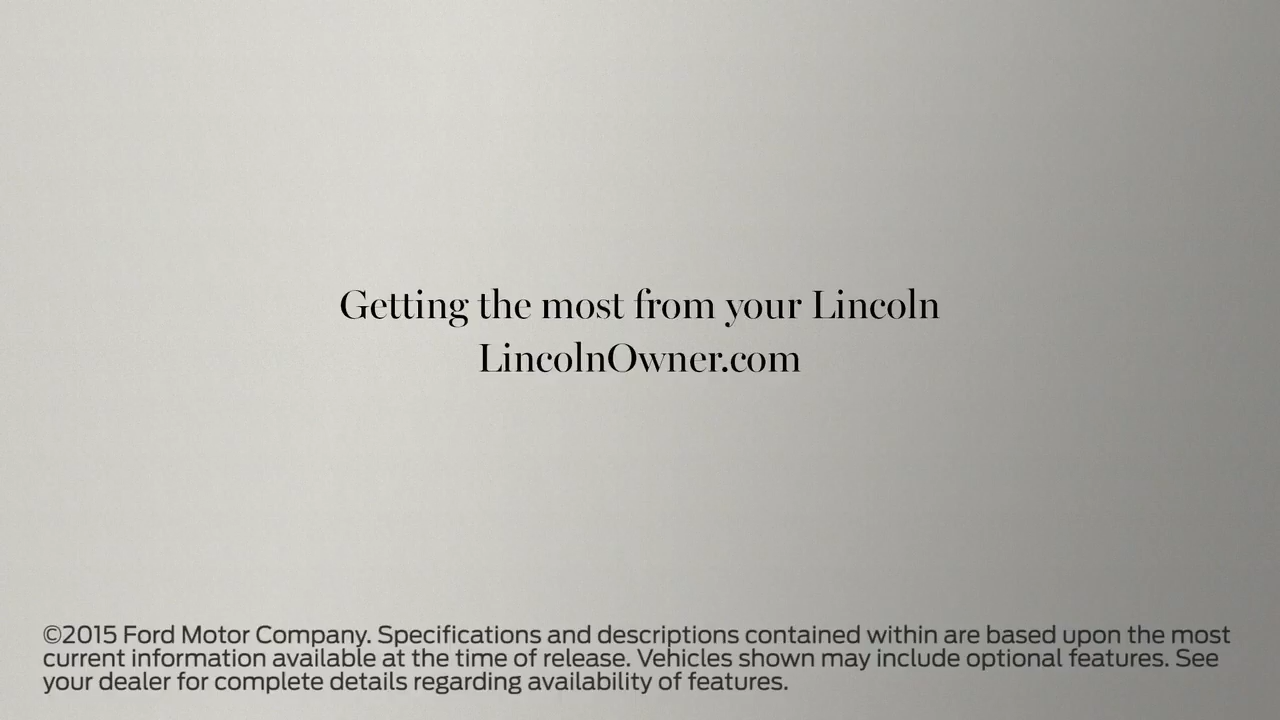 Getting the most from your Lincoln
LincolnOwner.com
©2015 Ford Motor Company. Specifications and descriptions contained within are based upon the most
current information available at the time of release. Vehicles shown may include optional features. See
your dealer for complete details regarding availability of features.